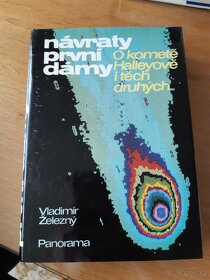 návraty
první
dámy
O kometě
Halleyově
i těch
druhých...
Vladimír
Železný
Panorama